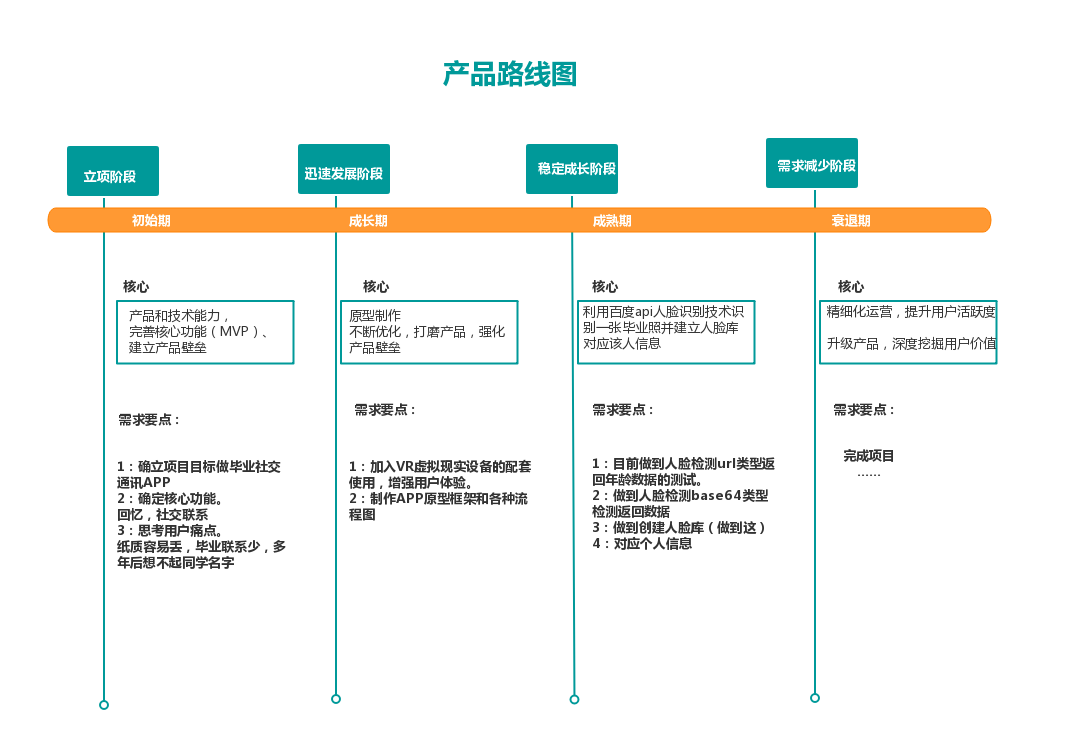 产品路线图
立项阶段
迅速发展阶段
稳定成长阶段
需求减少阶段
初始期
成长期
成熟期
衰退期
核心
产品和技术能力，
完善核心功能（MVP）、
建立产品壁垒
需求要点：
1：确立项目目标做毕业社交
通讯APP
2：确定核心功能。
回忆，社交联系
3：思考用户痛点。
纸质容易丢，毕业联系少，多
年后想不起同学名字
核心
原型制作
不断优化，打磨产品，强化
产品壁垒
需求要点：
1：加入VR虚拟现实设备的配套
使用，增强用户体验。
2：制作APP原型框架和各种流
程图
核心
利用百度api人脸识别技术识
别一张毕业照并建立人脸库
对应该人信息
需求要点：
1：目前做到人脸检测url类型返
回年龄数据的测试。
2：做到人脸检测base64类型
检测返回数据
3：做到创建人脸库（做到这）
4：对应个人信息
核心
精细化运营，提升用户活跃度
升级产品，深度挖掘用户价值
需求要点：
完成项目
......